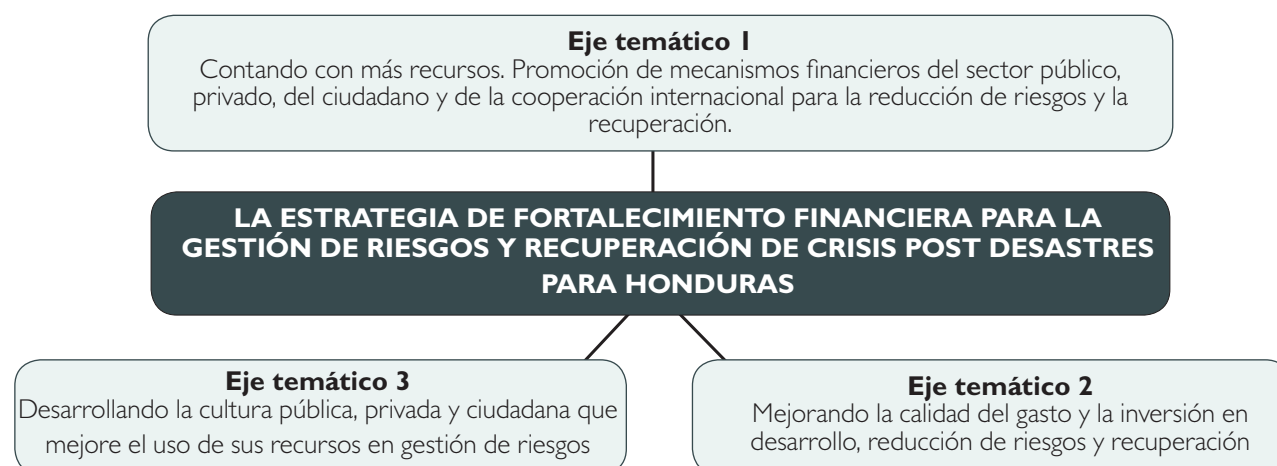 Eje temático 1
Contando con más recursos. Promoción de mecanismos financieros del sector público,
privado, del ciudadano y de la cooperación internacional para la reducción de riesgos y la
recuperación.
LA ESTRATEGIA DE FORTALECIMIENTO FINANCIERA PARA LA
GESTIÓN DE RIESGOS Y RECUPERACIÓN DE CRISIS POST DESASTRES
PARA HONDURAS
Eje temático 3
Desarrollando la cultura pública, privada y ciudadana que
mejore el uso de sus recursos en gestión de riesgos
Eje temático 2
Mejorando la calidad del gasto y la inversión en
desarrollo, reducción de riesgos y recuperación